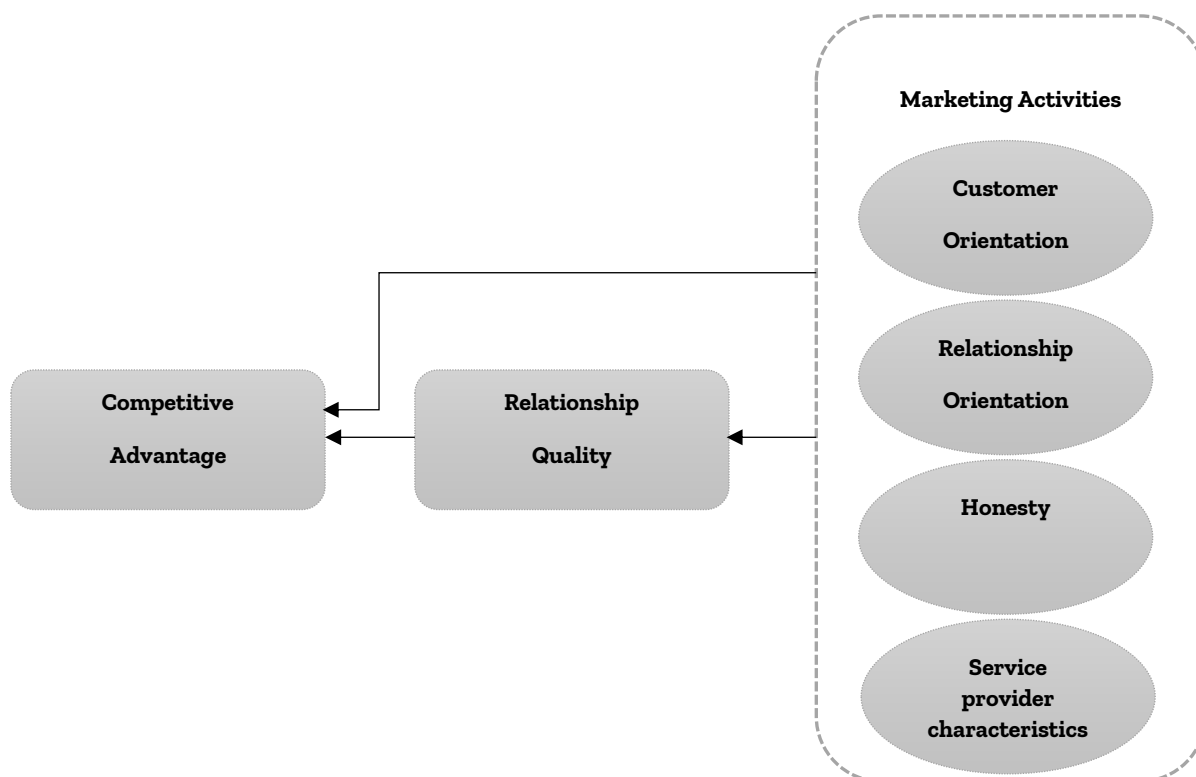 Marketing Activities
Customer
Orientation
Relationship
Orientation
Honesty
Service
provider
characteristics
Relationship
Quality
Competitive
Advantage